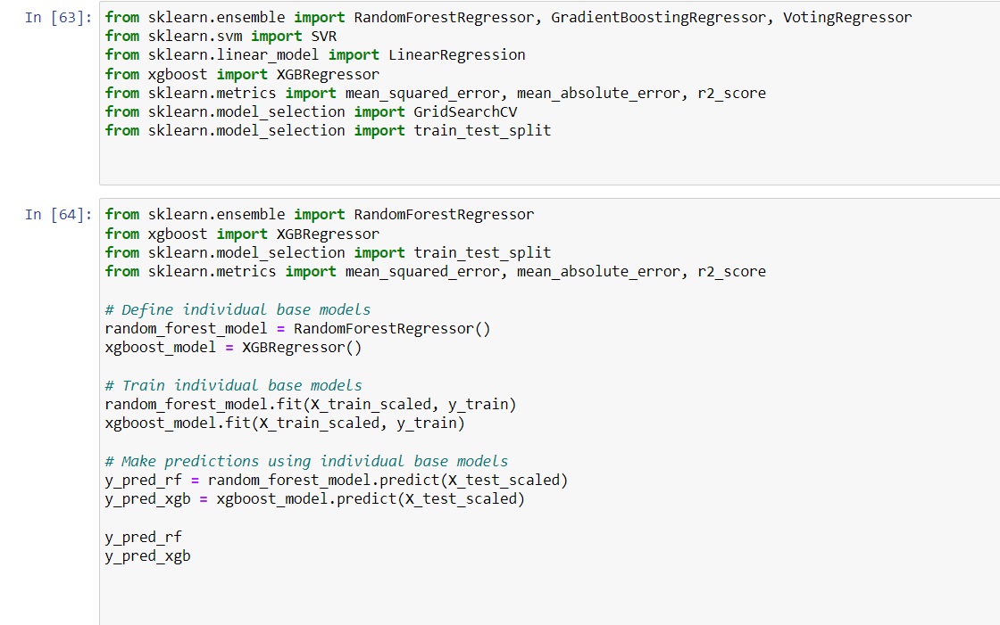 In [63]: from sklearn.ensemble import RandomForestRegressor, GradientBoostingRegressor, VotingRegressor
from sklearn.svm import SVR
from sklearn.linear_model import LinearRegression
from xgboost import XGBRegressor
from sklearn.metrics import mean_squared_error, mean_absolute_error, r2_score
from sklearn.model_selection import GridSearchCV
from sklearn.model_selection import train_test_split
In [64]: from sklearn.ensemble import RandomForestRegressor
from xgboost import XGBRegressor
from sklearn.model_selection import train_test_split
from sklearn.metrics import mean_squared_error, mean_absolute_error, r2_score
# Define individual base models
random_forest_model = RandomForestRegressor()
xgboost_model = XGBRegressor()
# Train individual base models
random_forest_model.fit(X_train_scaled, y_train)
xgboost_model.fit(X_train_scaled, y_train)
# Make predictions using individual base models
y_pred_rf = random_forest_model.predict(X_test_scaled)
y_pred_xgb = xgboost_model.predict(X_test_scaled)
y_pred_rf
y_pred_xgb